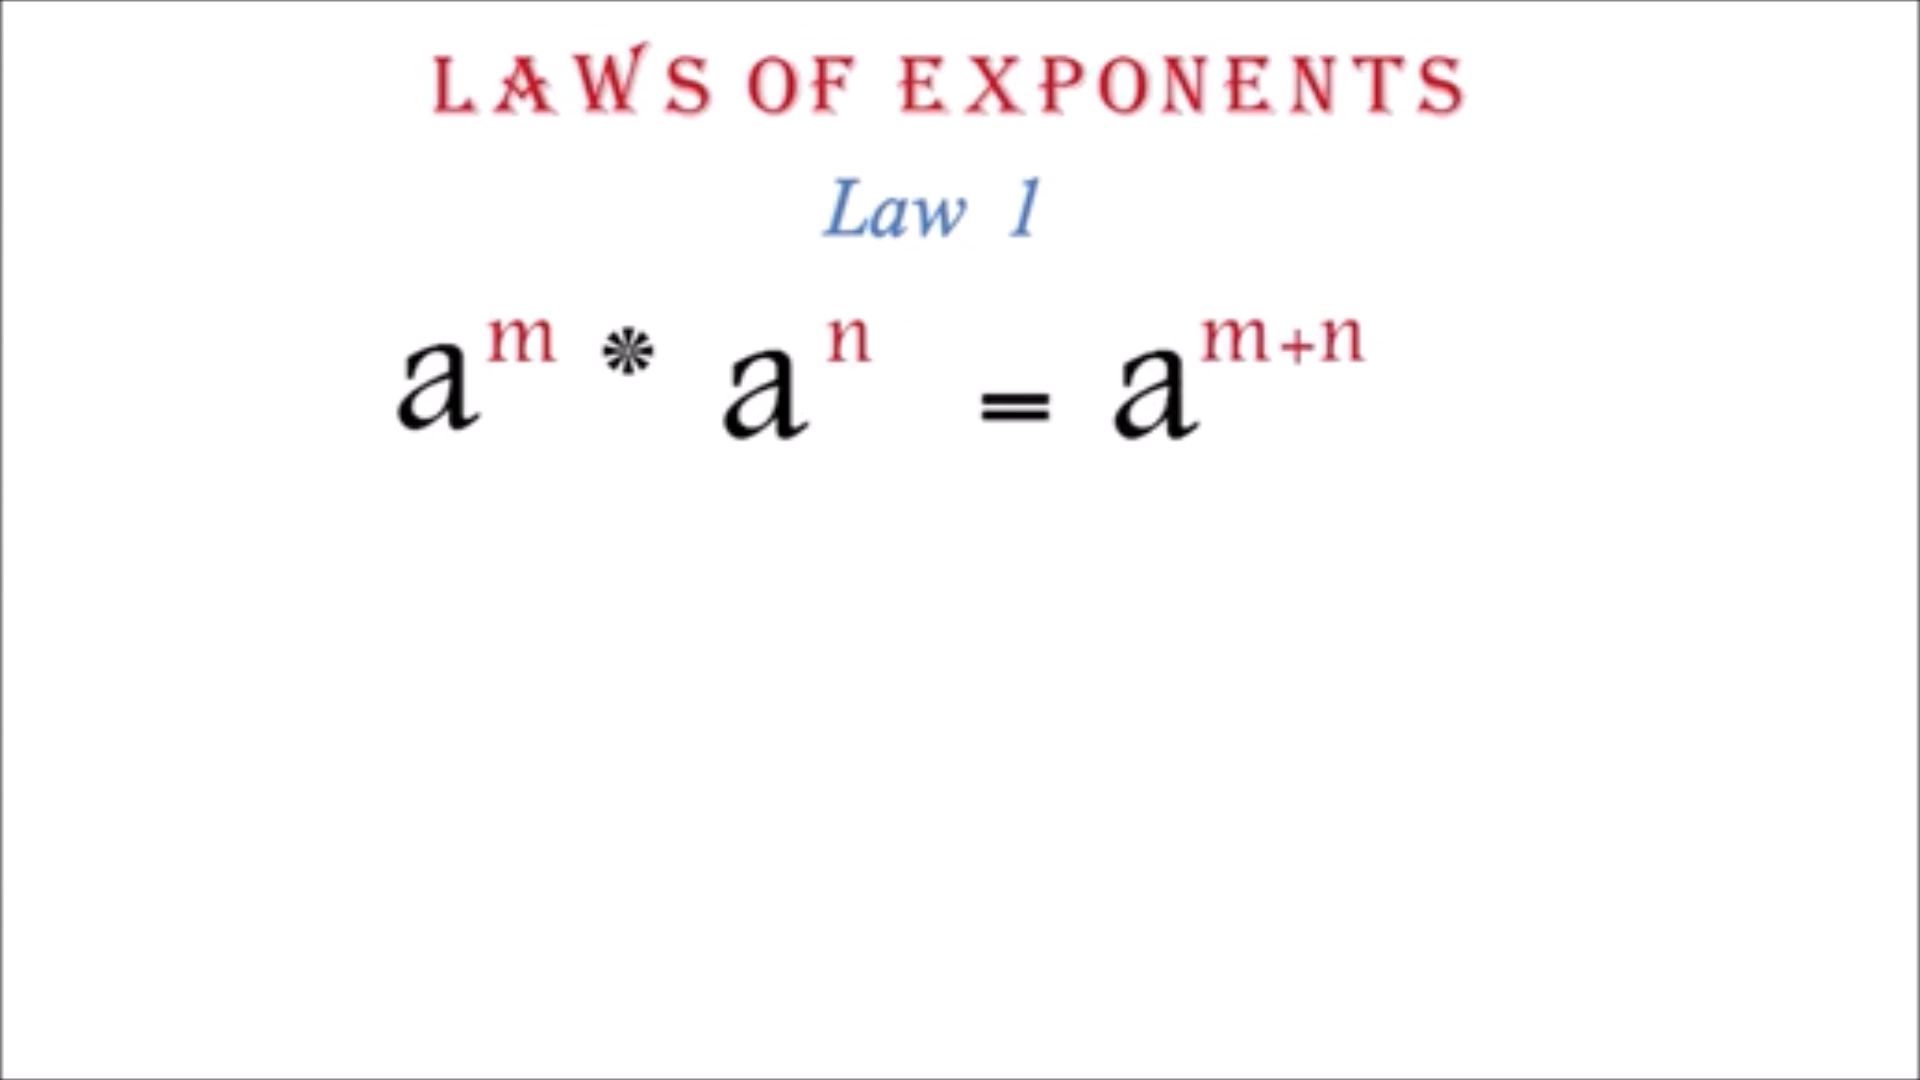 LAWS OF EXPONENTS
Law 1
a^m * a^n = a^m+n